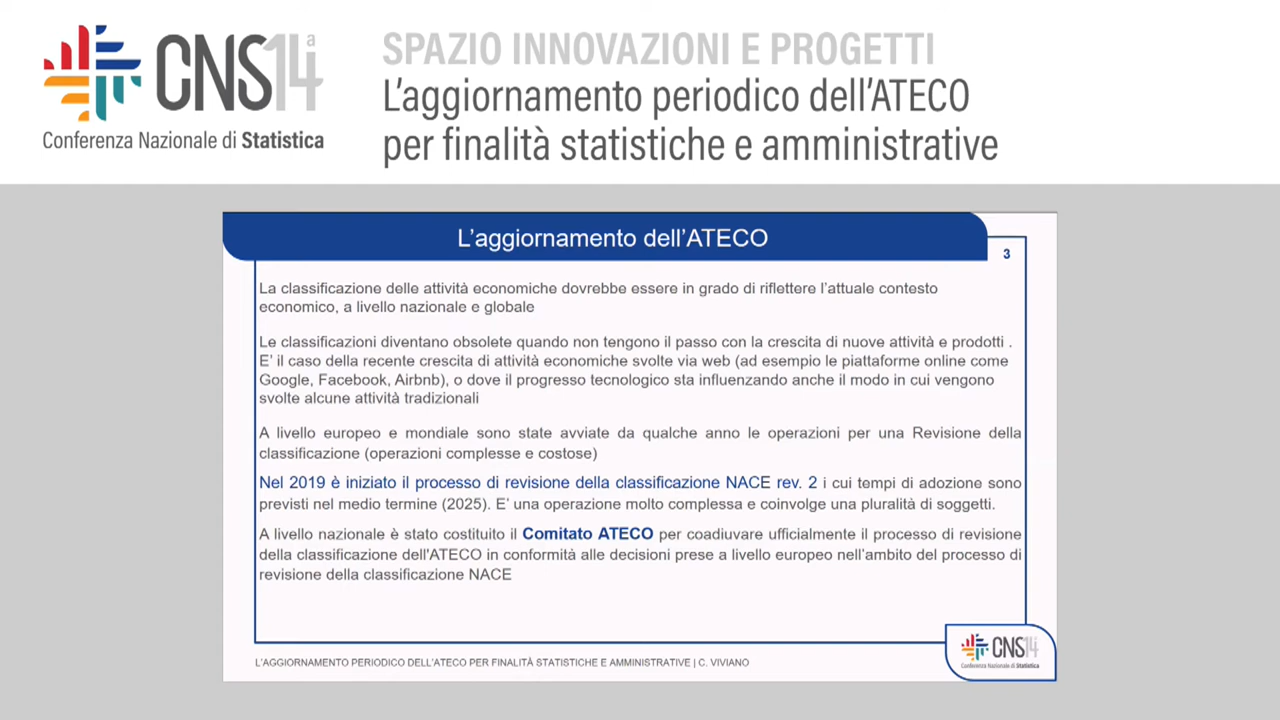 CNS14a
Conferenza Nazionale di Statistica
SPAZIO INNOVAZIONI E PROGETTI
L'aggiornamento periodico dell'ATECO
per finalità statistiche e amministrative
L'aggiornamento dell'ATECO
3
La classificazione delle attività economiche dovrebbe essere in grado di riflettere l'attuale contesto
economico, a livello nazionale e globale
Le classificazioni diventano obsolete quando non tengono il passo con la crescita di nuove attività e prodotti .
E' il caso della recente crescita di attività economiche svolte via web (ad esempio le piattaforme online come
Google, Facebook, Airbnb), o dove il progresso tecnologico sta influenzando anche il modo in cui vengono
svolte alcune attività tradizionali
A livello europeo e mondiale sono state avviate da qualche anno le operazioni per una Revisione della
classificazione (operazioni complesse e costose)
Nel 2019 è iniziato il processo di revisione della classificazione NACE rev. 2 i cui tempi di adozione sono
previsti nel medio termine (2025). E' una operazione molto complessa e coinvolge una pluralità di soggetti.
A livello nazionale è stato costituito il Comitato ATECO per coadiuvare ufficialmente il processo di revisione
della classificazione dell'ATECO in conformità alle decisioni prese a livello europeo nell'ambito del processo di
revisione della classificazione NACE
L'AGGIORNAMENTO PERIODICO DELL'ATECO PER FINALITÀ STATISTICHE E AMMINISTRATIVE | C. VIVIANO
CNS14a
Conferenza Nazionale di Statistica